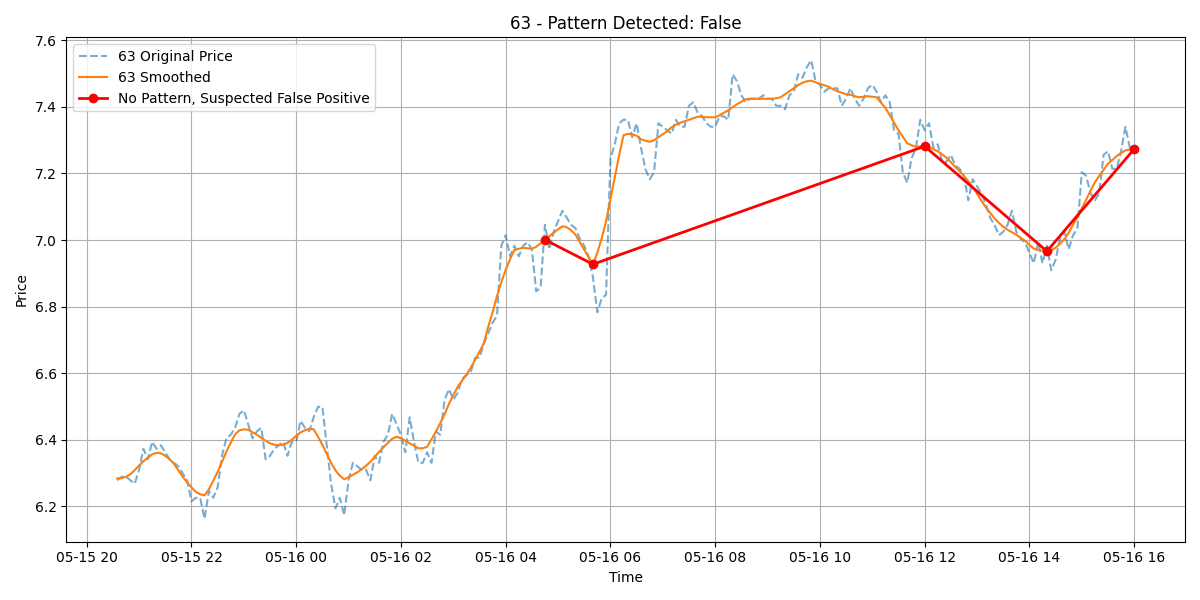 63 - Pattern Detected: False
63 Original Price
63 Smoothed
No Pattern, Suspected False Positive
Price
7.6
7.4
7.2
7.0
6.8
6.6
6.4
6.2
05-15 20 05-15 22 05-16 00 05-16 02 05-16 04 05-16 06 05-16 08 05-16 10 05-16 12 05-16 14 05-16 16
Time